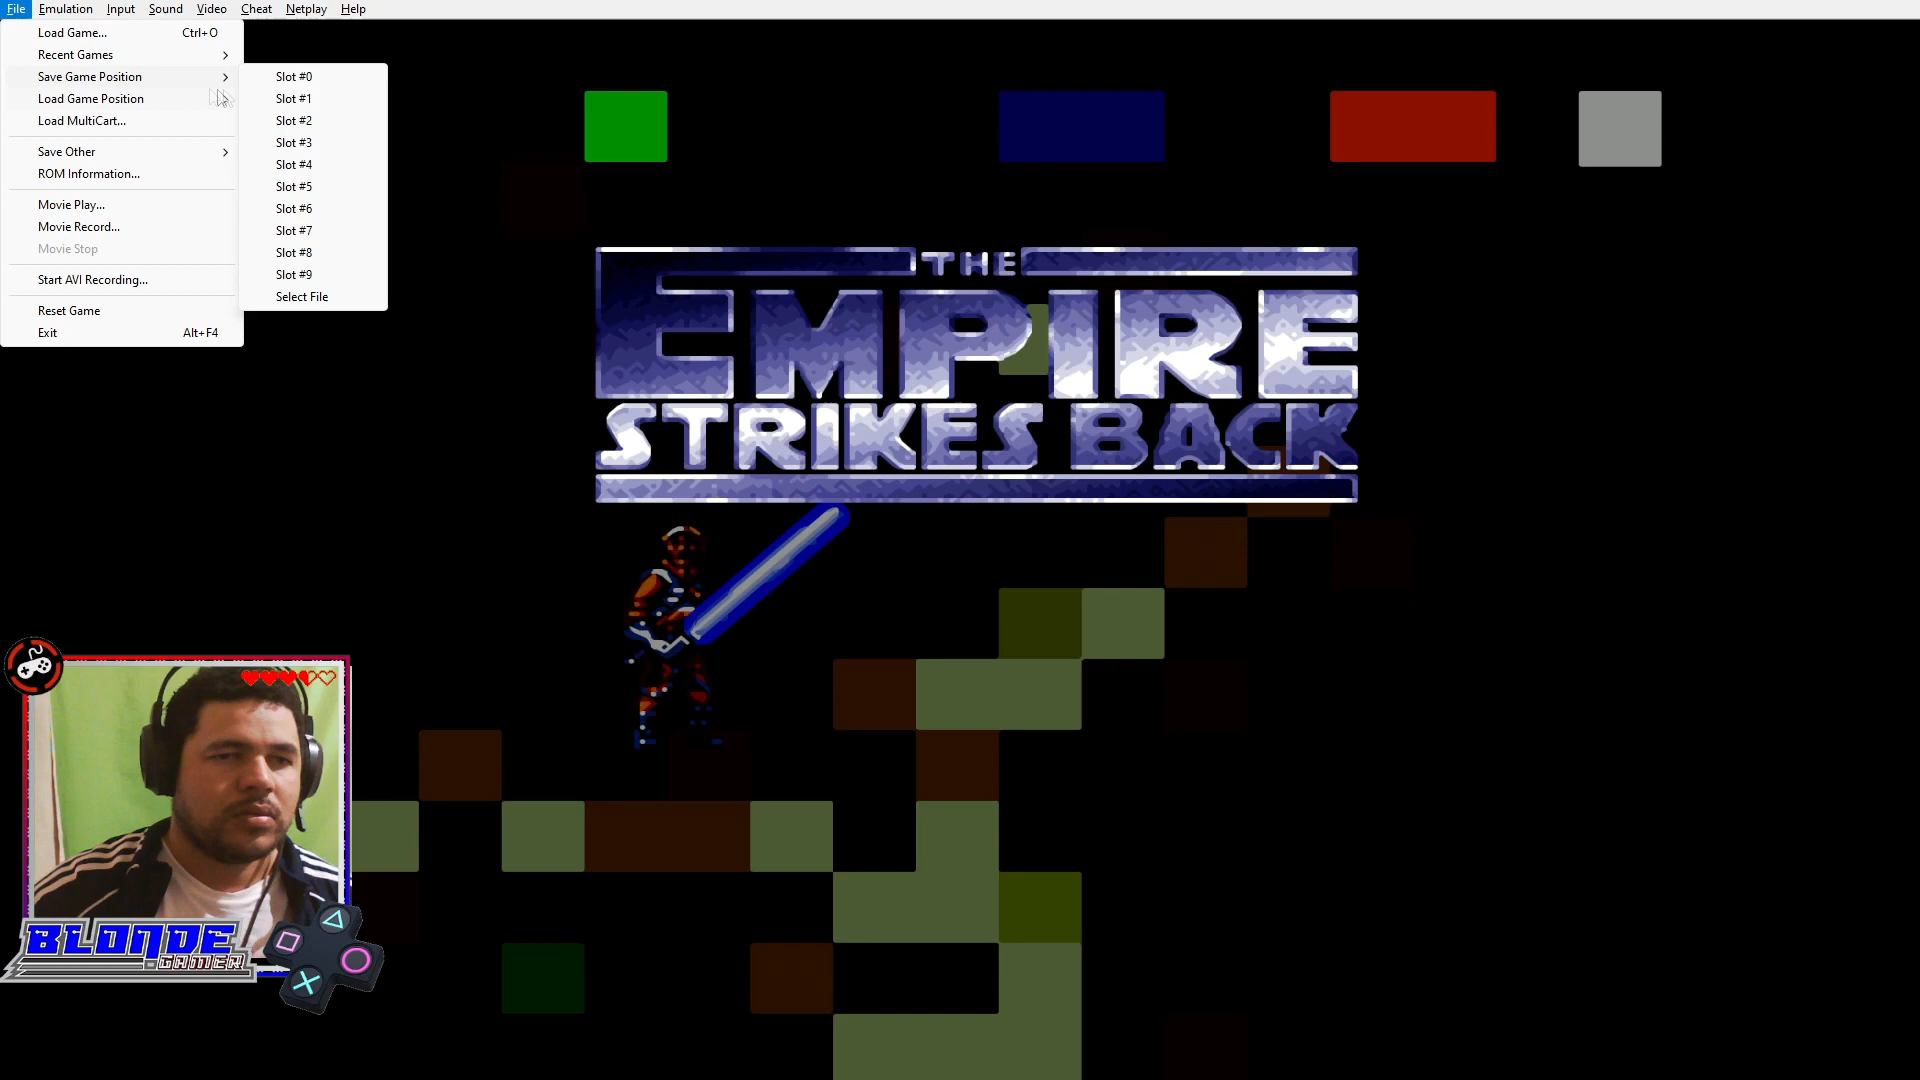 File Emulation Input Sound Video Cheat Netplay Help
Load Game... Ctrl+O
Recent Games
Save Game Position
Load Game Position
Load MultiCart...
Save Other
ROM Information...
Movie Play...
Movie Record...
Movie Stop
Start AVI Recording...
Reset Game
Exit Alt+F4
Slot #0
Slot #1
Slot #2
Slot #3
Slot #4
Slot #5
Slot #6
Slot #7
Slot #8
Slot #9
Select File
THE
EMPIRE
STRIKES BACK
BLONDE
.GAMER